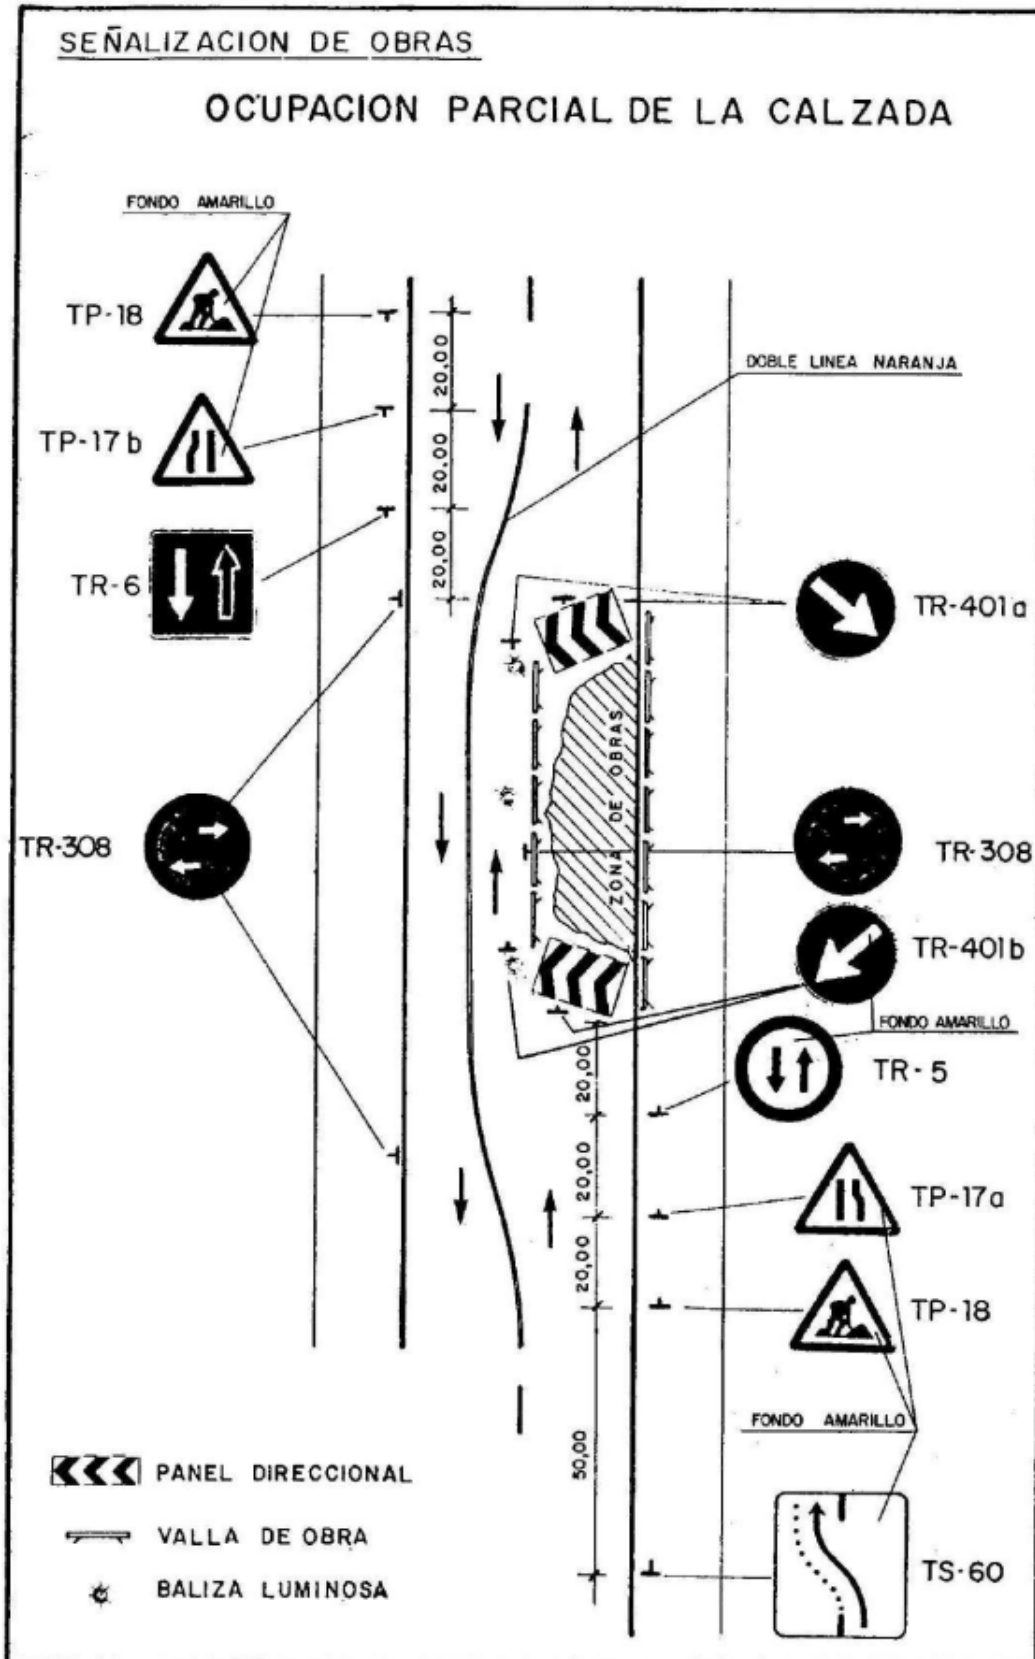 SEÑALIZACION DE OBRAS
OCUPACION PARCIAL DE LA CALZADA
FONDO AMARILLO
TP-18
20,00
DOBLE LINEA NARANJA
TP-17b
20,00
TR-6
20,00
TR-401a
ZONA DE OBRAS
TR-308
TR-308
TR-401b
FONDO AMARILLO
TR-5
20,00
20,00
TP-17a
20,00
TP-18
FONDO AMARILLO
50,00
PANEL DIRECCIONAL
VALLA DE OBRA
TS-60
BALIZA LUMINOSA